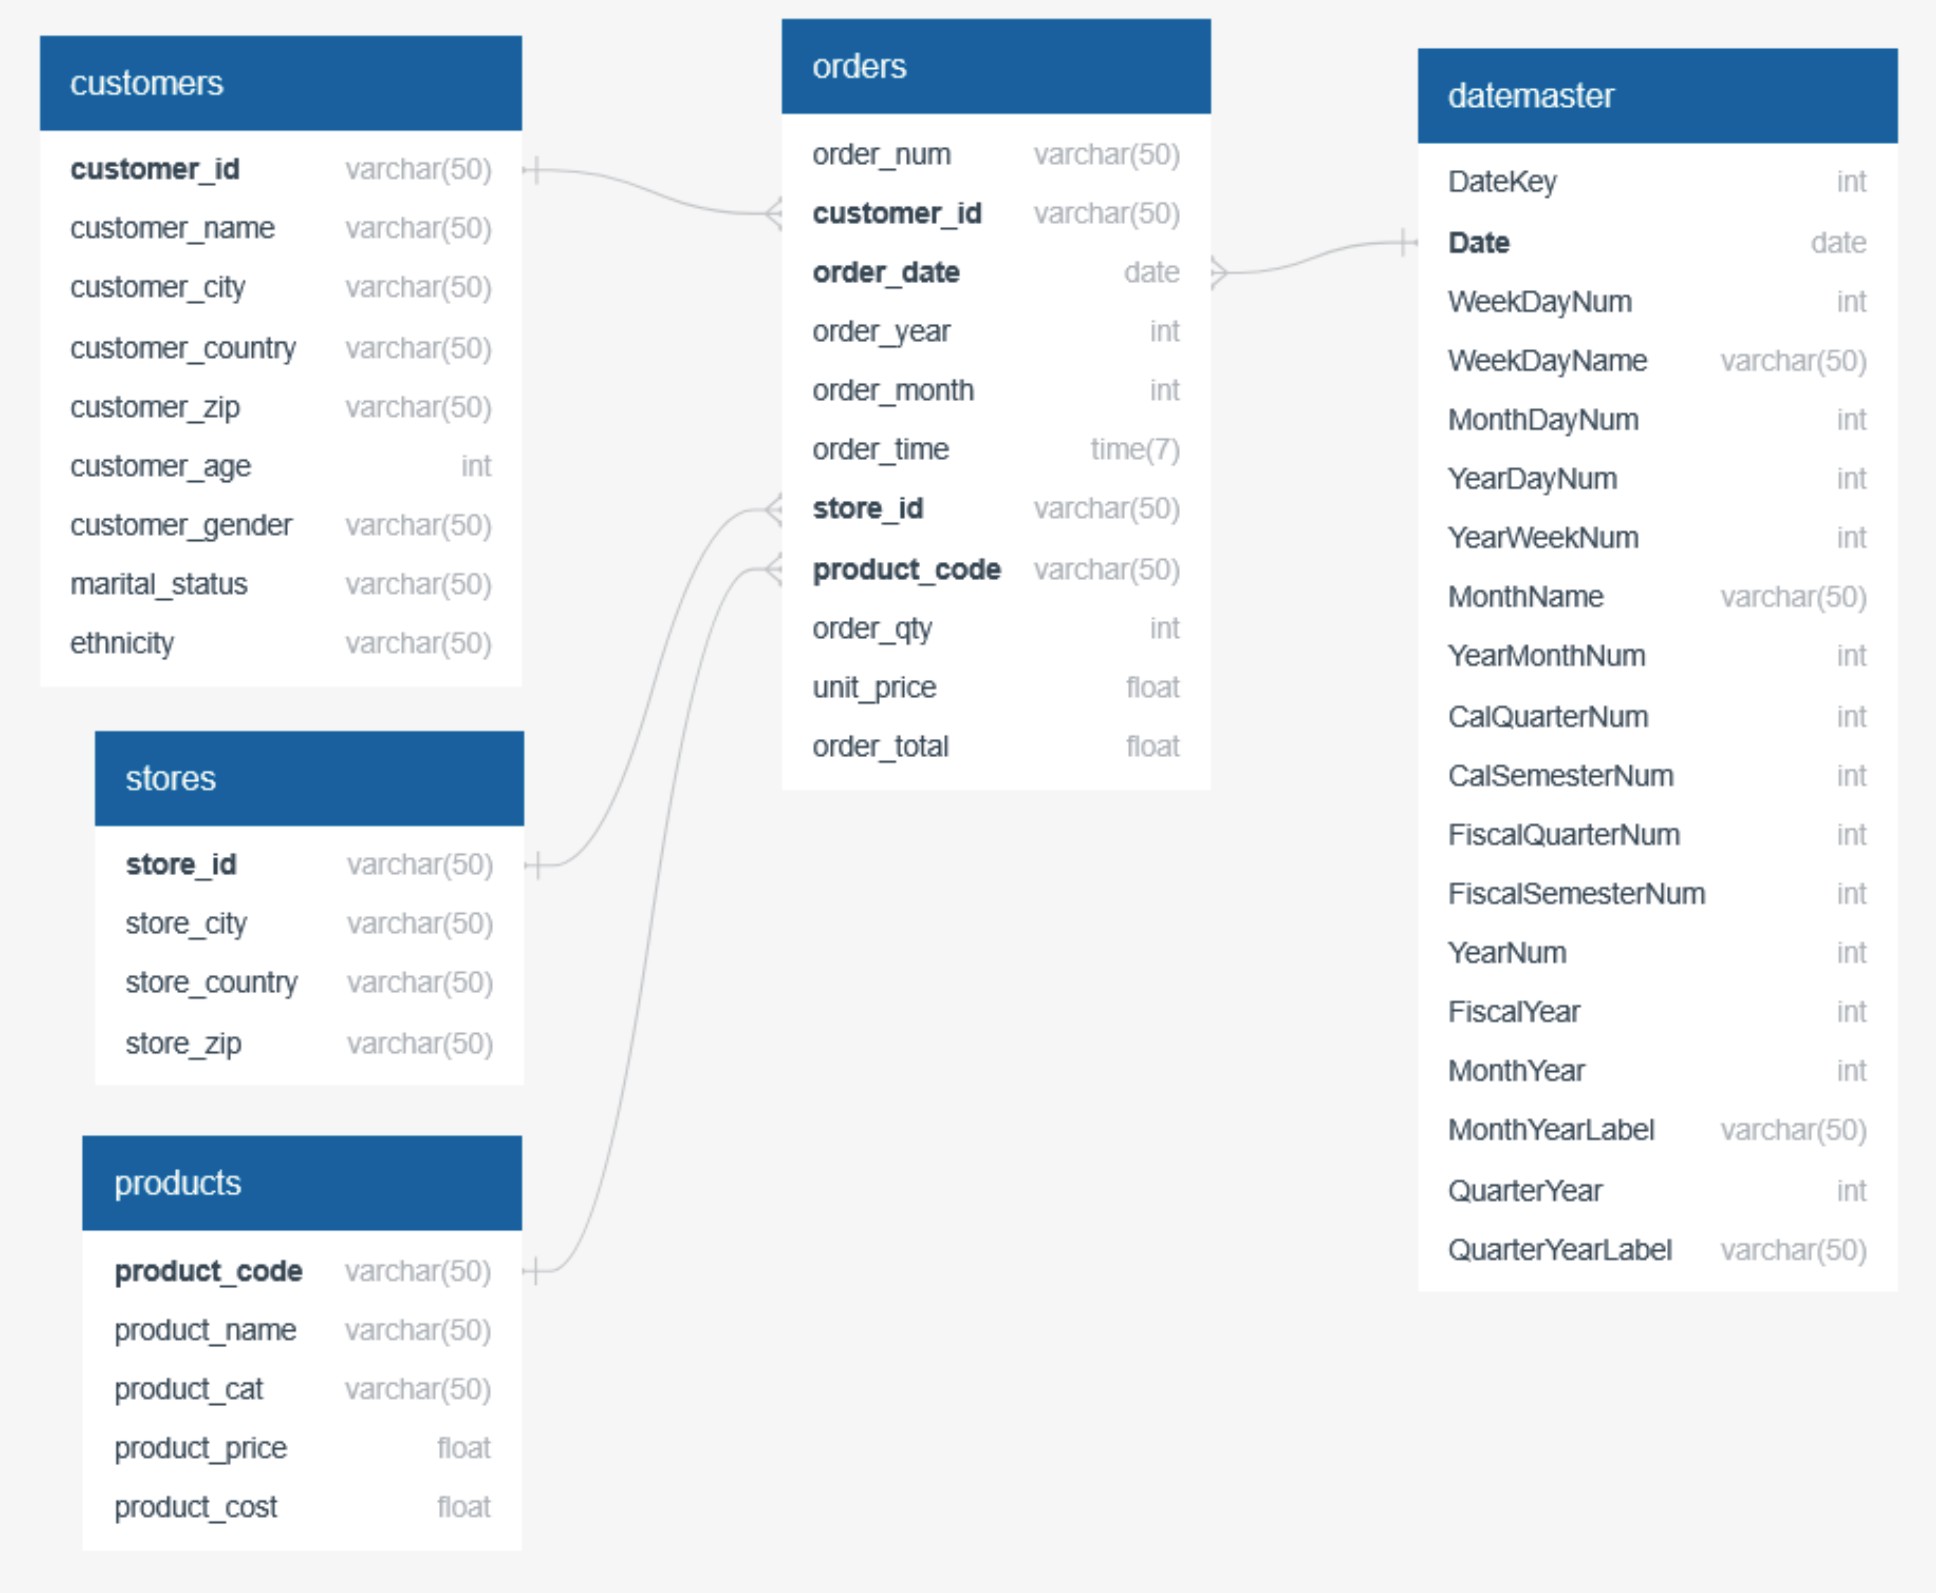 customers
customer_id varchar(50)
customer_name varchar(50)
customer_city varchar(50)
customer_country varchar(50)
customer_zip varchar(50)
customer_age int
customer_gender varchar(50)
marital_status varchar(50)
ethnicity varchar(50)
stores
store_id varchar(50)
store_city varchar(50)
store_country varchar(50)
store_zip varchar(50)
products
product_code varchar(50)
product_name varchar(50)
product_cat varchar(50)
product_price float
product_cost float
orders
order_num varchar(50)
customer_id varchar(50)
order_date date
order_year int
order_month int
order_time time(7)
store_id varchar(50)
product_code varchar(50)
order_qty int
unit_price float
order_total float
datemaster
DateKey int
Date date
WeekDayNum int
WeekDayName varchar(50)
MonthDayNum int
YearDayNum int
YearWeekNum int
MonthName varchar(50)
YearMonthNum int
CalQuarterNum int
CalSemesterNum int
FiscalQuarterNum int
FiscalSemesterNum int
YearNum int
FiscalYear int
MonthYear int
MonthYearLabel varchar(50)
QuarterYear int
QuarterYearLabel varchar(50)